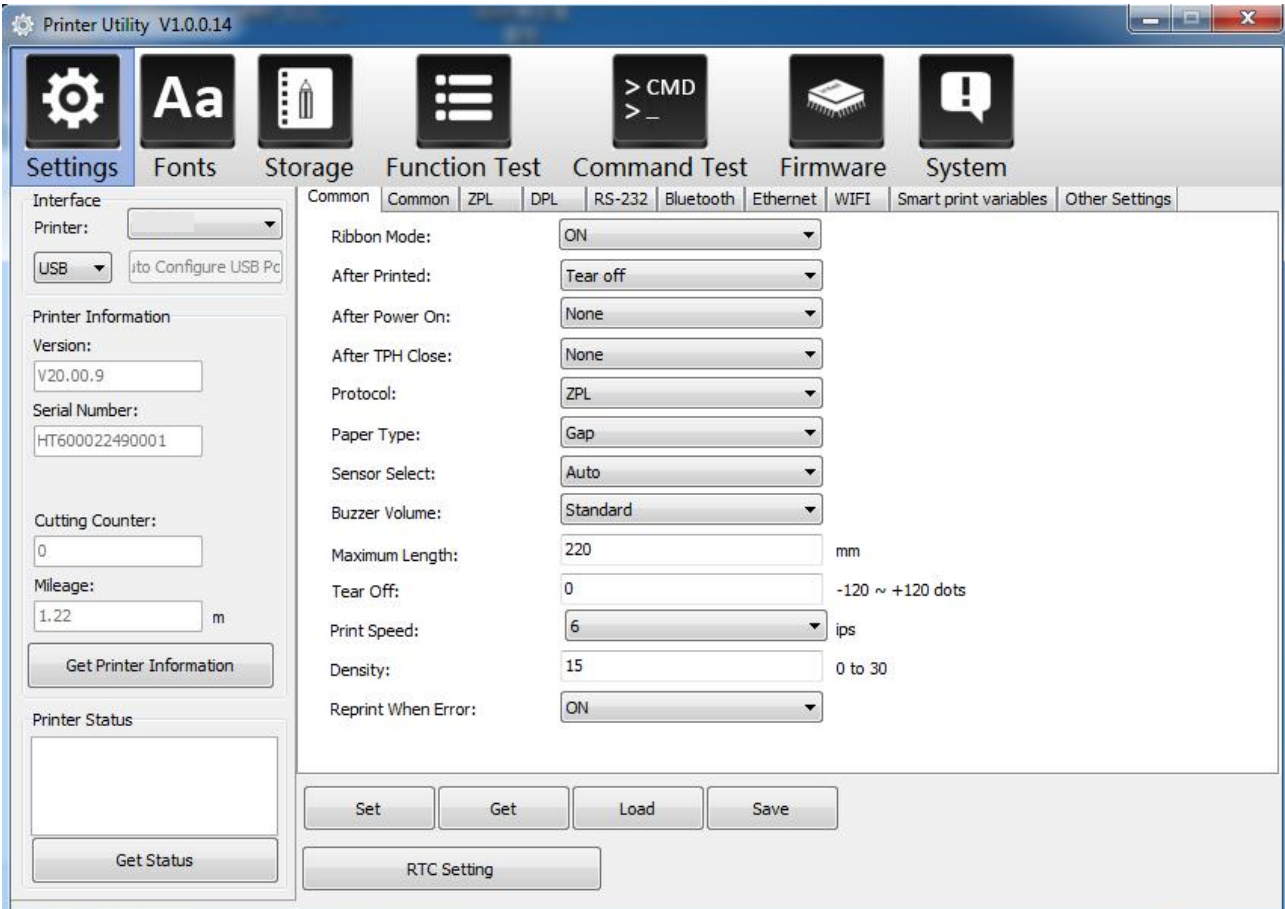 Printer Utility V1.0.0.14
Aa
> CMD
> _
Settings Fonts Storage Function Test Command Test Firmware System
Interface
Printer:
USB
Printer Information
Version:
V20.00.9
Serial Number:
HT600022490001
Cutting Counter:
0
Mileage:
1.22 m
Get Printer Information
Printer Status
Get Status
Common Common ZPL DPL RS-232 Bluetooth Ethernet WIFI Smart print variables Other Settings
Ribbon Mode: ON
After Printed: Tear off
After Power On: None
After TPH Close: None
Protocol: ZPL
Paper Type: Gap
Sensor Select: Auto
Buzzer Volume: Standard
Maximum Length: 220 mm
Tear Off: 0 -120 ~ +120 dots
Print Speed: 6 ips
Density: 15 0 to 30
Reprint When Error: ON
Set Get Load Save
RTC Setting